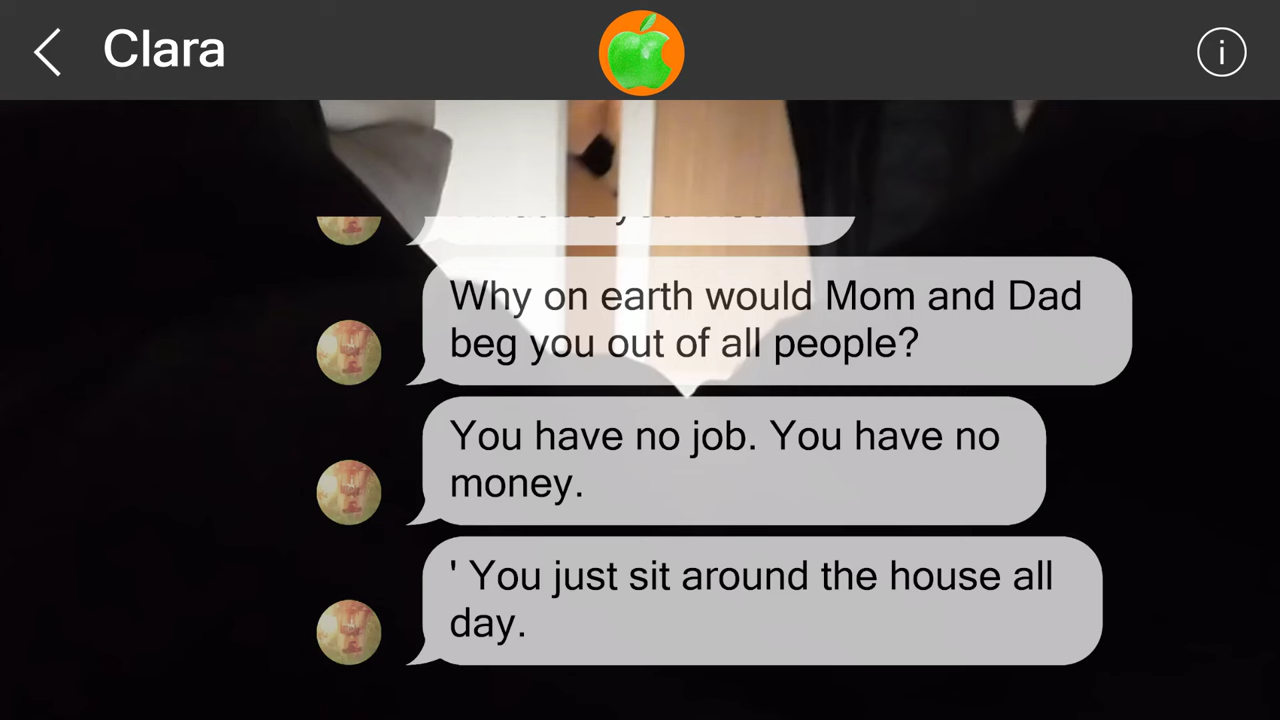 Clara
i
Why on earth would Mom and Dad
beg you out of all people?
You have no job. You have no
money.
' You just sit around the house all
day.